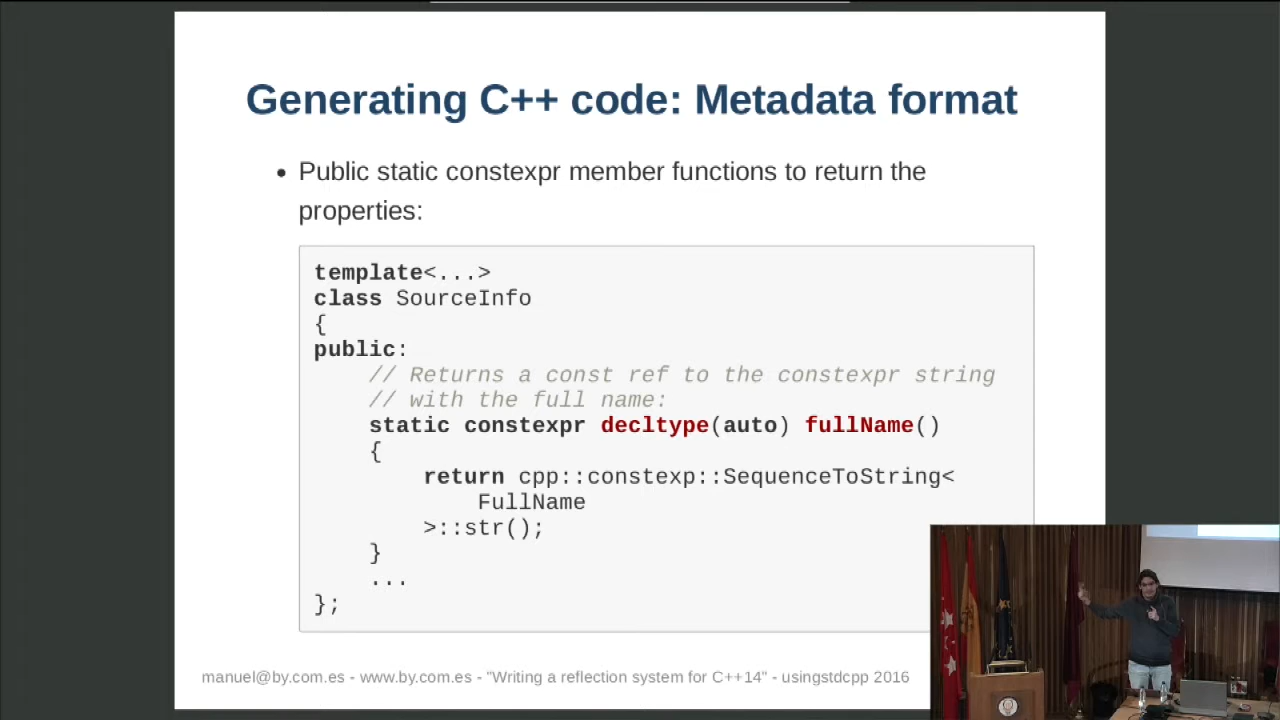 Generating C++ code: Metadata format
• Public static constexpr member functions to return the
properties:
template<...>
class SourceInfo
{
public:
    // Returns a const ref to the constexpr string
    // with the full name:
    static constexpr decltype(auto) fullName()
    {
        return cpp::constexp::SequenceToString<
            FullName
        >::str();
    }
    ...
};
manuel@by.com.es - www.by.com.es - "Writing a reflection system for C++14" - usingstdcpp 2016